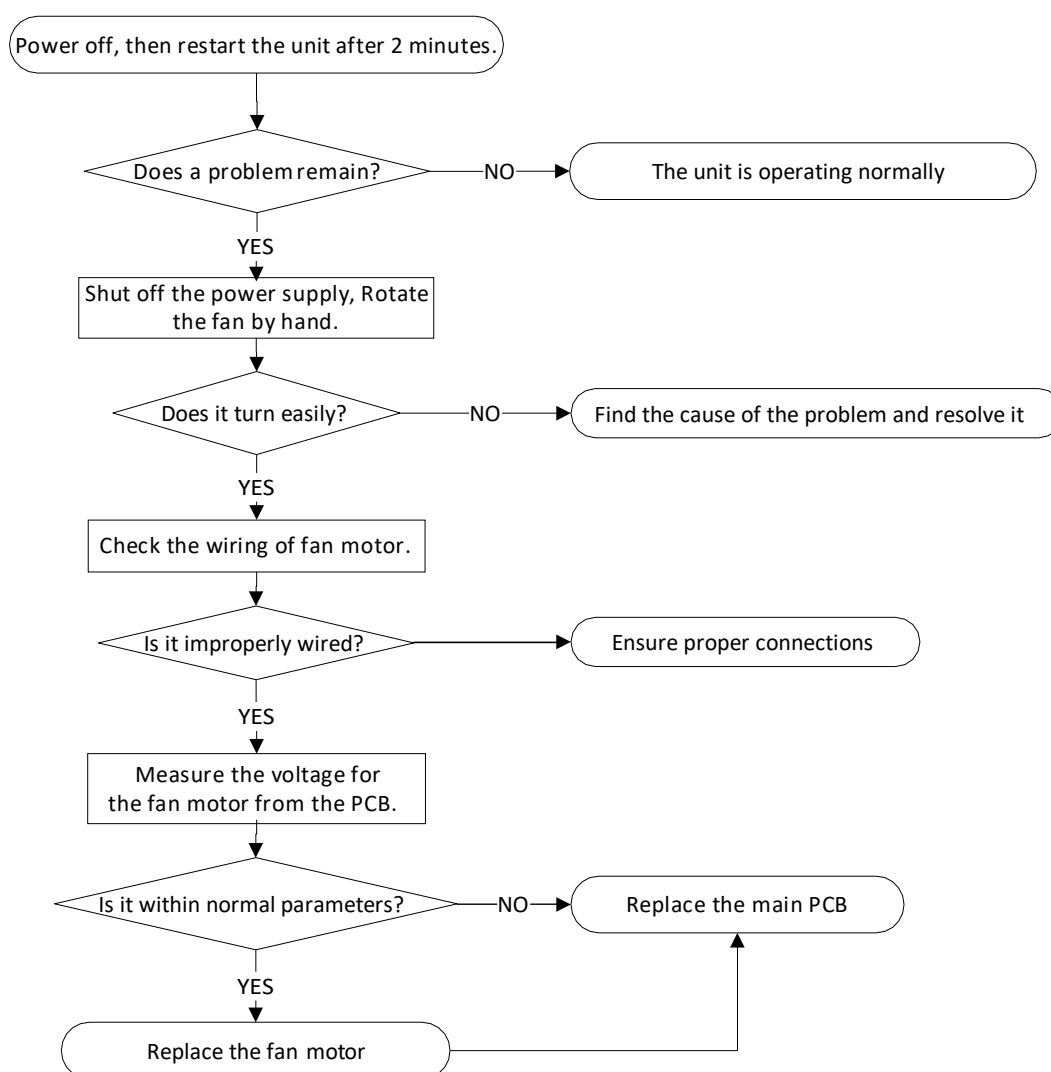 Power off, then restart the unit after 2 minutes.
Does a problem remain?
NO
The unit is operating normally
YES
Shut off the power supply, Rotate
the fan by hand.
Does it turn easily?
NO
Find the cause of the problem and resolve it
YES
Check the wiring of fan motor.
Is it improperly wired?
Ensure proper connections
YES
Measure the voltage for
the fan motor from the PCB.
Is it within normal parameters?
NO
Replace the main PCB
YES
Replace the fan motor